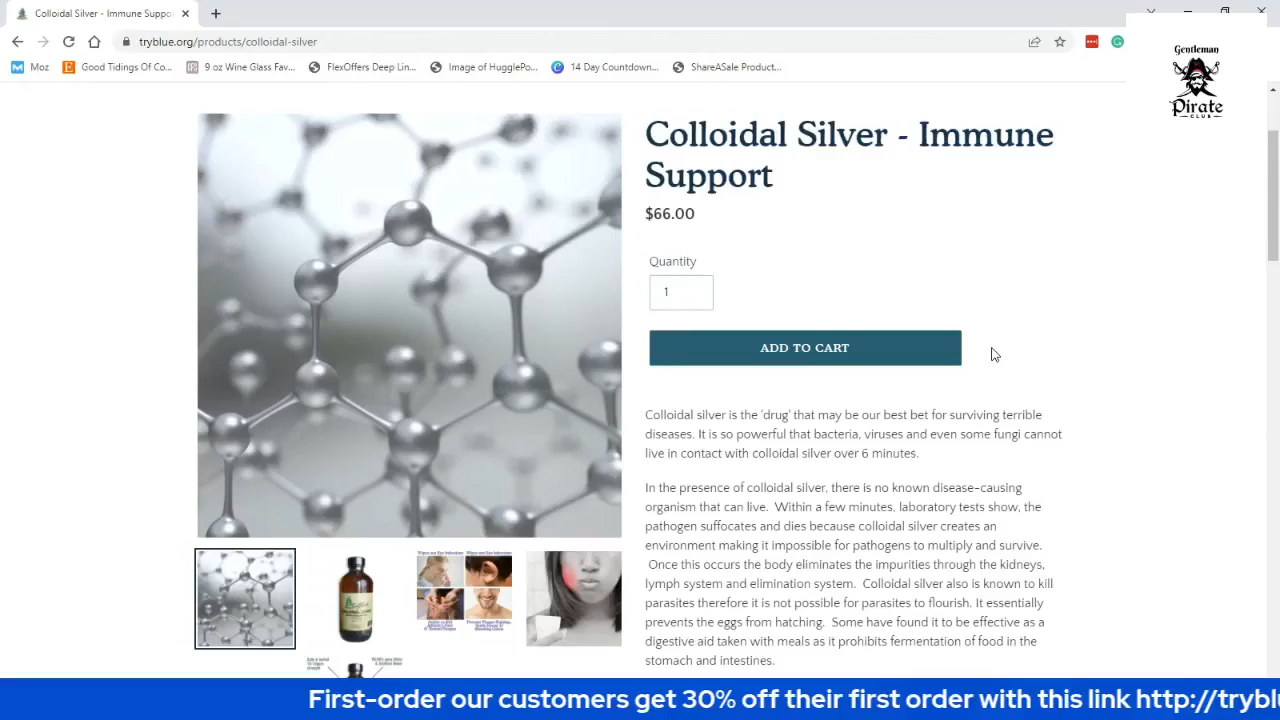 Colloidal Silver - Immune Suppo
tryblue.org/products/colloidal-silver
Moz
Good Tidings Of Co...
9 oz Wine Glass Fav...
FlexOffers Deep Lin...
Image of HugglePo...
14 Day Countdown...
ShareASale Product...
Gentleman
Pirate
CLUB
Colloidal Silver - Immune
Support
$66.00
Quantity
1
ADD TO CART
Colloidal silver is the 'drug' that may be our best bet for surviving terrible
diseases. It is so powerful that bacteria, viruses and even some fungi cannot
live in contact with colloidal silver over 6 minutes.
In the presence of colloidal silver, there is no known disease-causing
organism that can live. Within a few minutes, laboratory tests show, the
pathogen suffocates and dies because colloidal silver creates an
environment making it impossible for pathogens to multiply and survive.
Once this occurs the body eliminates the impurities through the kidneys,
lymph system and elimination system. Colloidal silver also is known to kill
parasites therefore it is not possible for parasites to flourish. It essentially
prevents the eggs from hatching. Some have found it to be effective as a
digestive aid taken with meals as it prohibits fermentation of food in the
stomach and intestines.
First-order our customers get 30% off their first order with this link http://tryblu